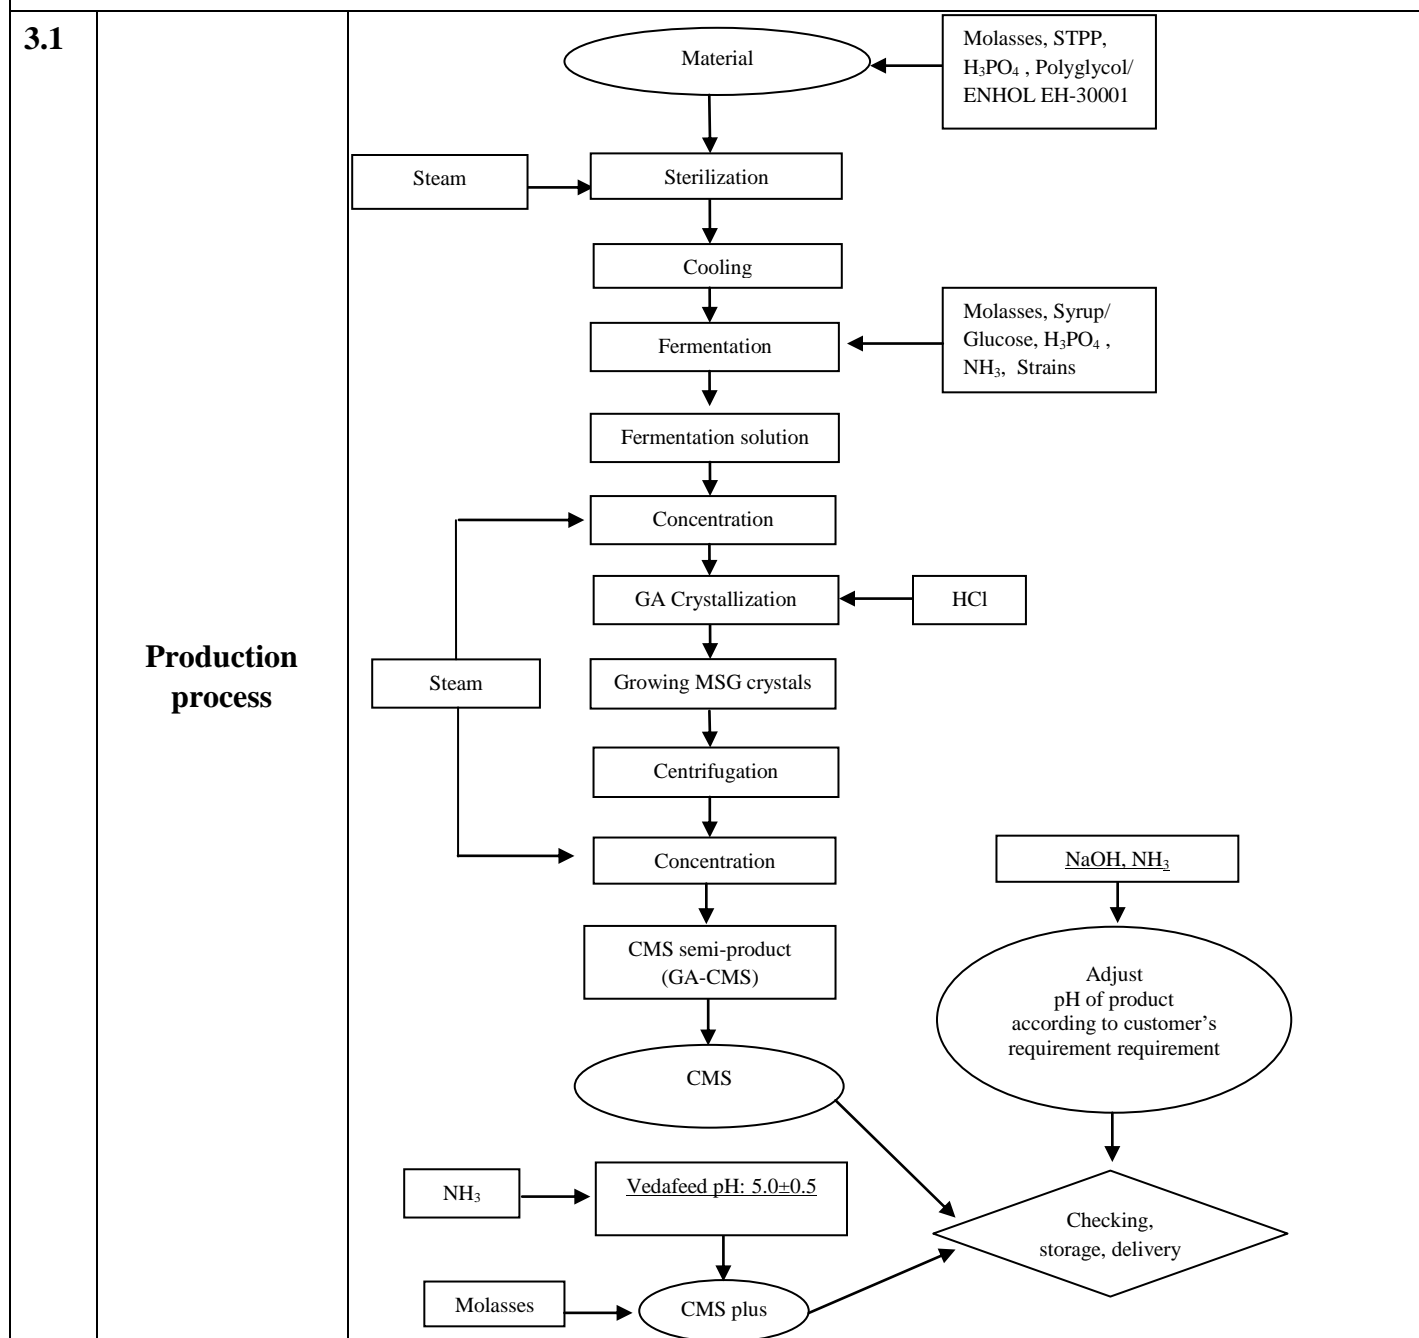 3.1
Production
process
Material
Molasses, STPP,
H₃PO₄ , Polyglycol/
ENHOL EH-30001
Steam
Sterilization
Cooling
Molasses, Syrup/
Glucose, H₃PO₄ ,
NH₃, Strains
Fermentation
Fermentation solution
Concentration
GA Crystallization
HCl
Steam
Growing MSG crystals
Centrifugation
Concentration
NaOH, NH₃
CMS semi-product
(GA-CMS)
Adjust
pH of product
according to customer’s
requirement requirement
CMS
NH₃
Vedafeed pH: 5.0±0.5
Checking,
storage, delivery
Molasses
CMS plus